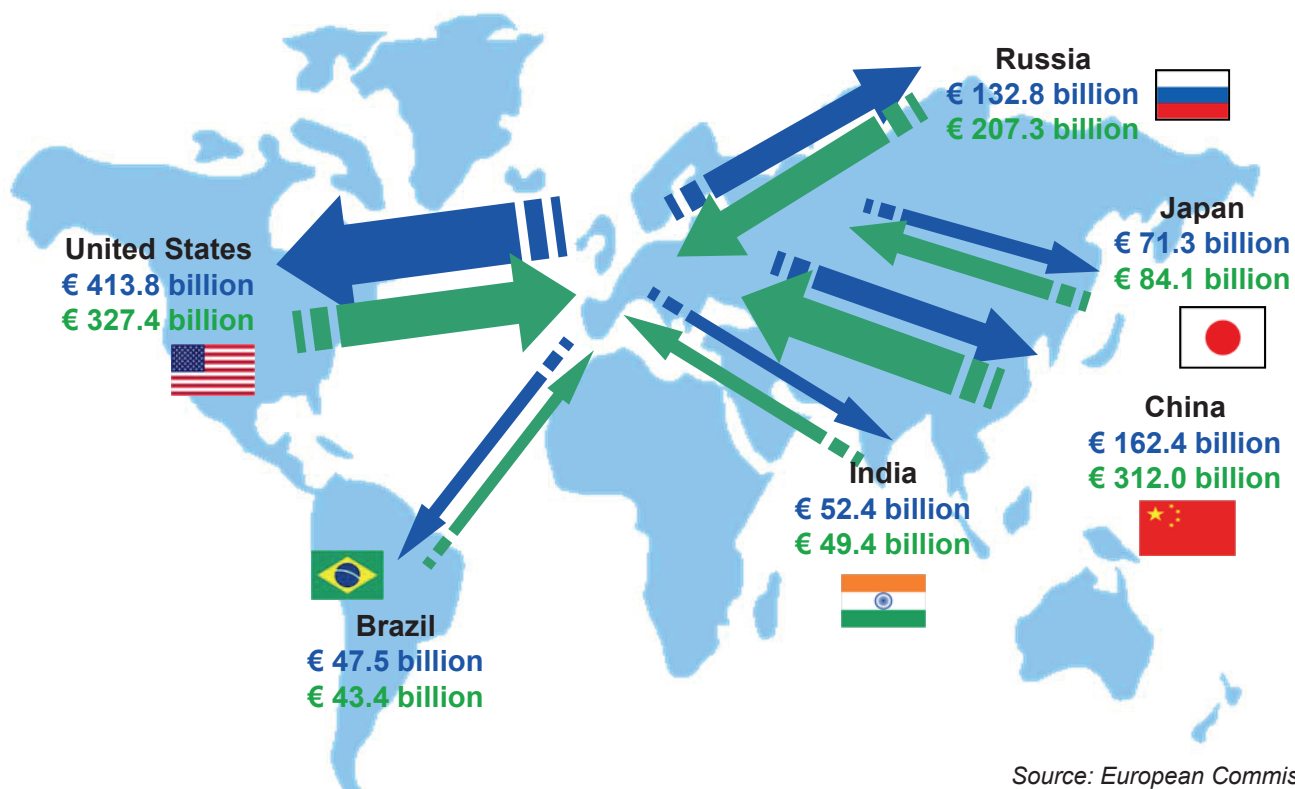 Russia
€ 132.8 billion
€ 207.3 billion
Japan
€ 71.3 billion
€ 84.1 billion
United States
€ 413.8 billion
€ 327.4 billion
China
€ 162.4 billion
€ 312.0 billion
India
€ 52.4 billion
€ 49.4 billion
Brazil
€ 47.5 billion
€ 43.4 billion
Source: European Commis